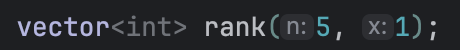 vector<int> rank(n: 5, x: 1);